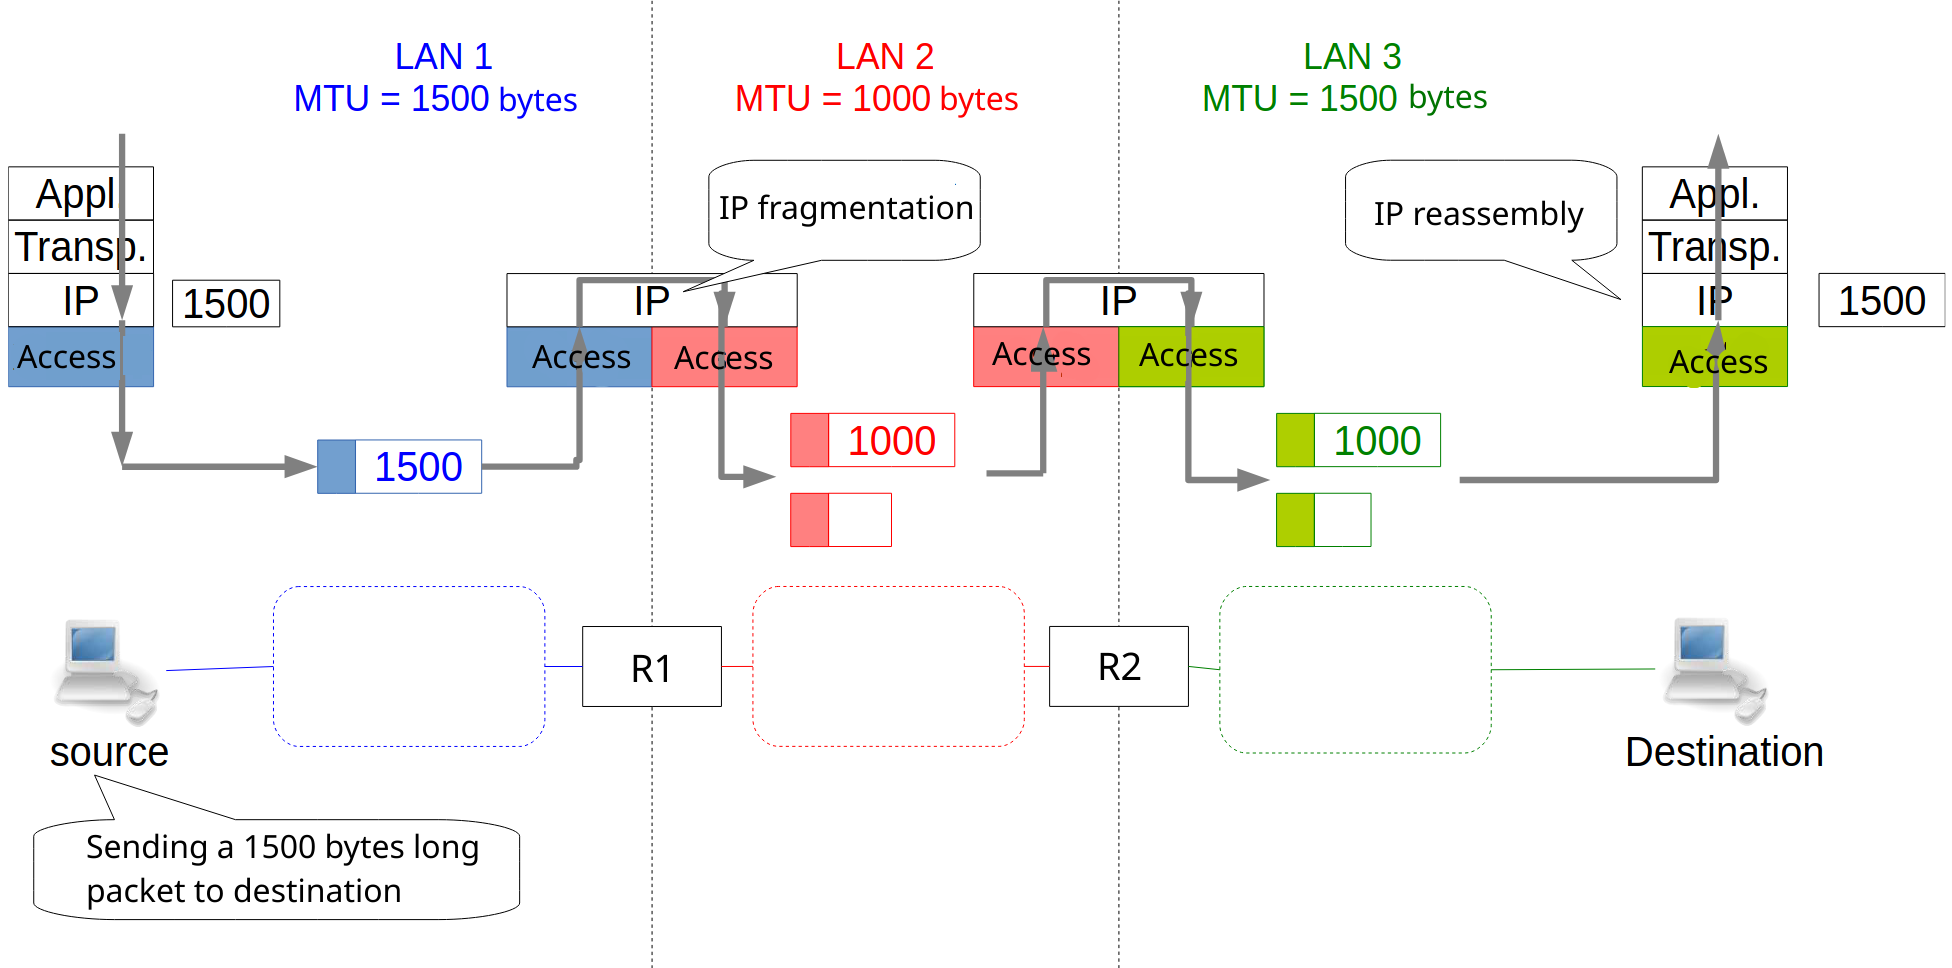 LAN 1
MTU = 1500 bytes
LAN 2
MTU = 1000 bytes
LAN 3
MTU = 1500 bytes
Appl.
Transp.
IP
Access
1500
1500
IP
Access
Access
IP fragmentation
1000
IP
Access
Access
1000
IP reassembly
Appl.
Transp.
IP
Access
1500
source
R1
R2
Destination
Sending a 1500 bytes long
packet to destination